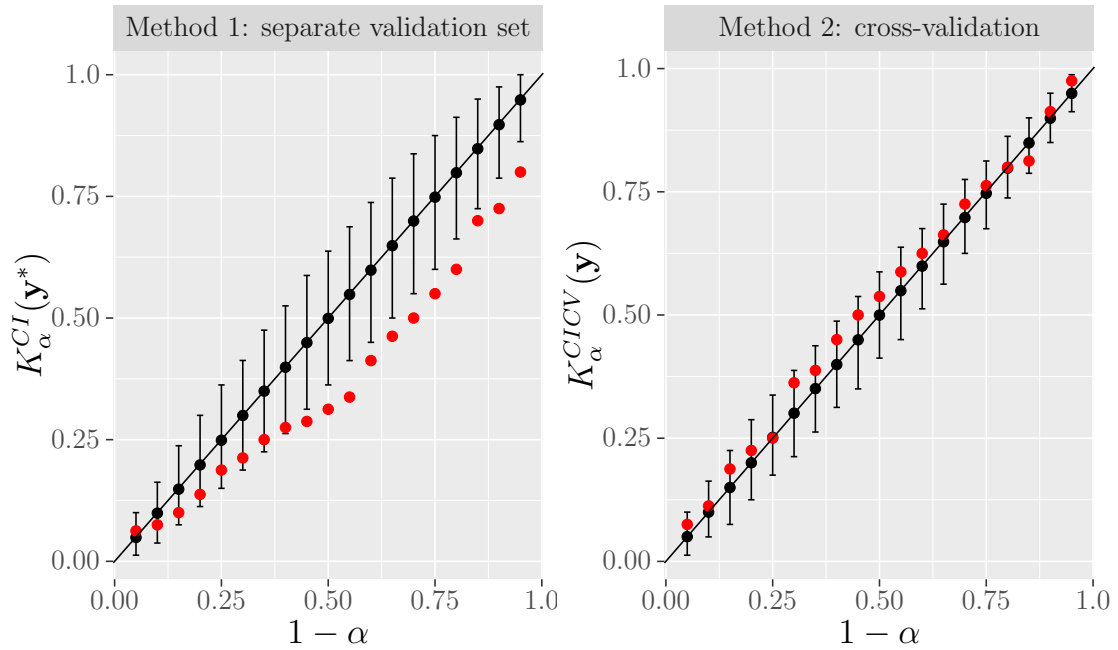 Method 1: separate validation set
Method 2: cross-validation
K_α^{CI}(y*)
1.0
0.75
0.50
0.25
0.00
0.00 0.25 0.50 0.75 1.0
1 − α
K_α^{CICV}(y)
1.0
0.75
0.50
0.25
0.00
0.00 0.25 0.50 0.75 1.0
1 − α